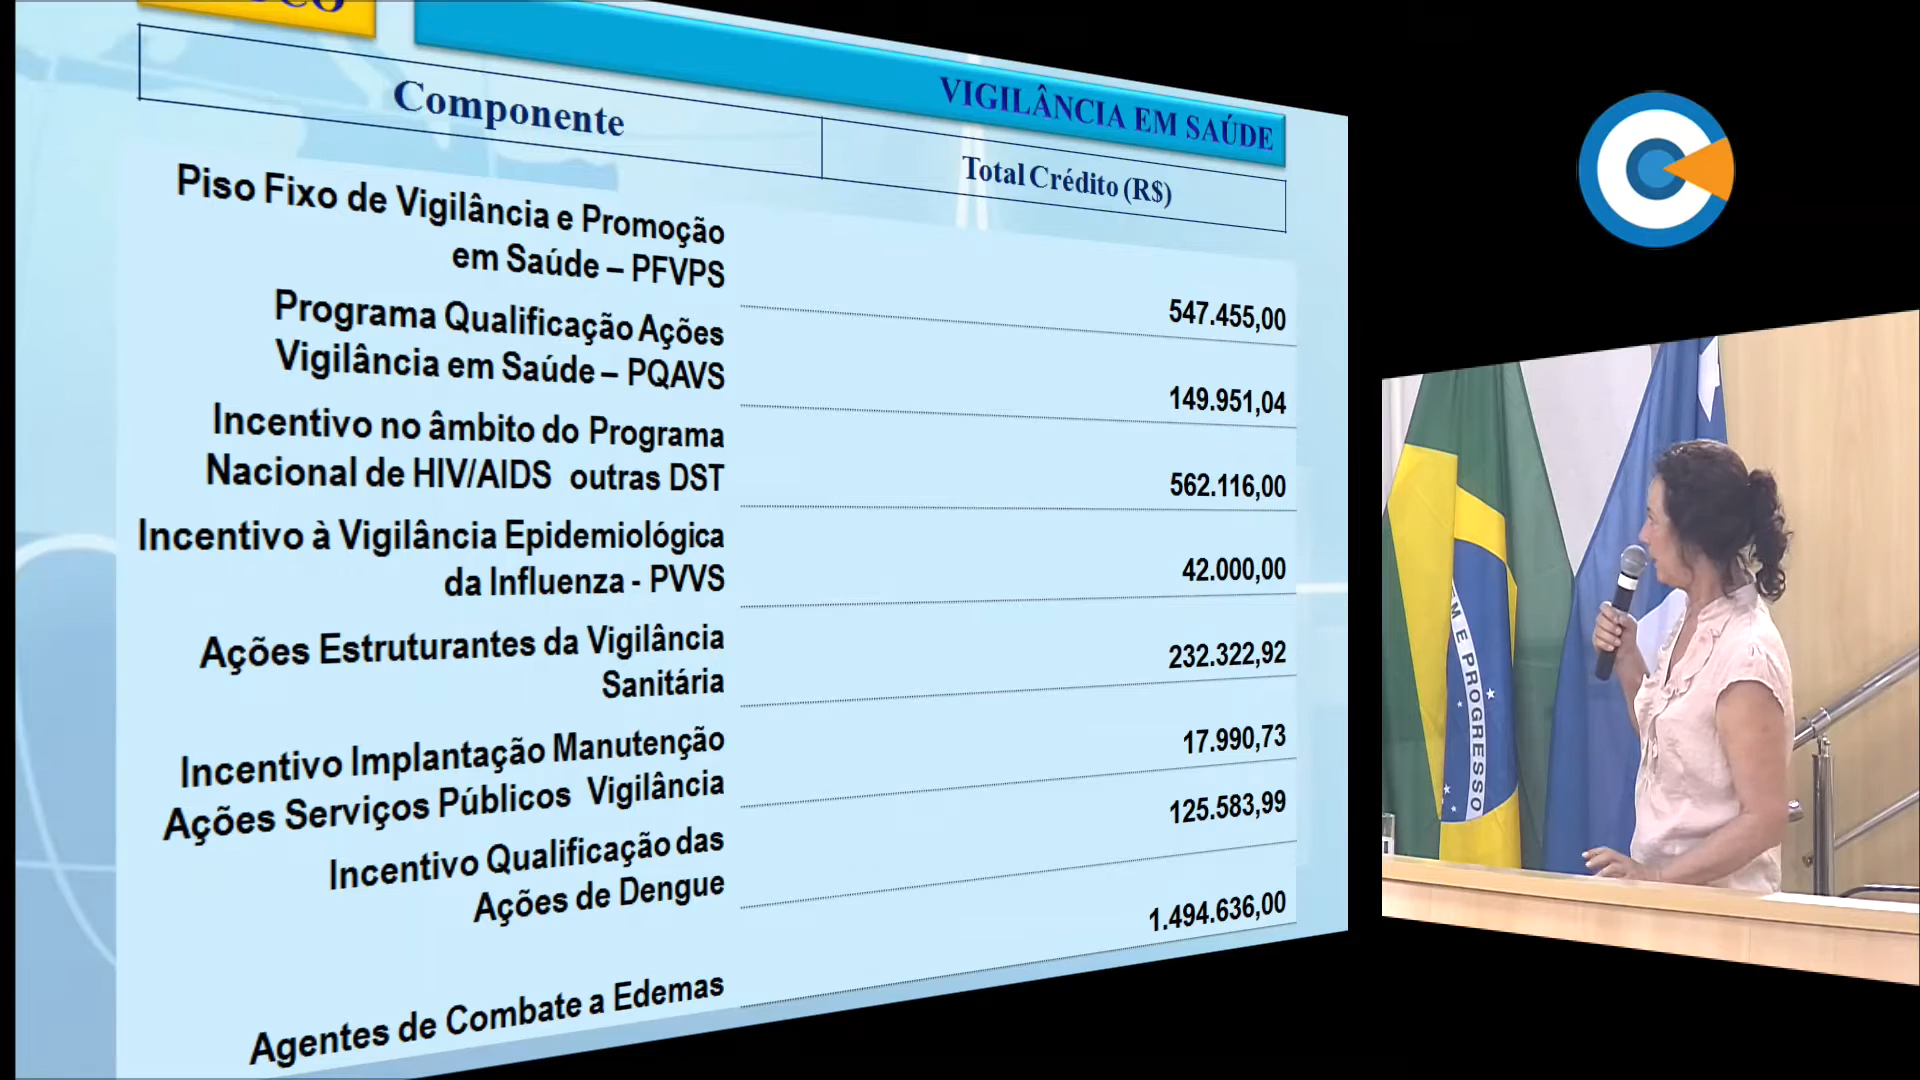 VIGILÂNCIA EM SAÚDE
Componente
Total Crédito (R$)
Piso Fixo de Vigilância e Promoção
em Saúde – PFVPS
547.455,00
Programa Qualificação Ações
Vigilância em Saúde – PQAVS
149.951,04
Incentivo no âmbito do Programa
Nacional de HIV/AIDS outras DST
562.116,00
Incentivo à Vigilância Epidemiológica
da Influenza - PVVS
42.000,00
Ações Estruturantes da Vigilância
Sanitária
232.322,92
Incentivo Implantação Manutenção
Ações Serviços Públicos Vigilância
17.990,73
Incentivo Qualificação das
Ações de Dengue
125.583,99
Agentes de Combate a Edemas
1.494.636,00
M E PROGRESSO